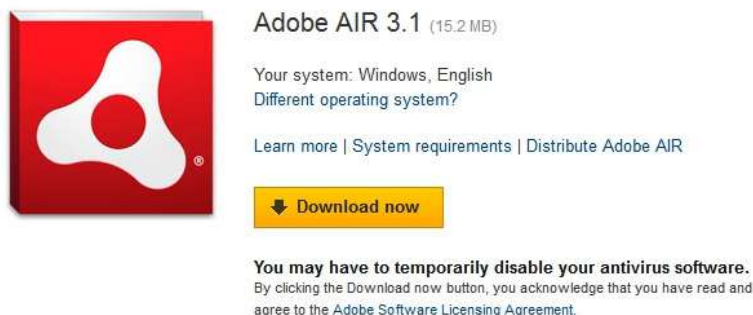 Adobe AIR 3.1 (15.2 MB)
Your system: Windows, English
Different operating system?
Learn more | System requirements | Distribute Adobe AIR
Download now
You may have to temporarily disable your antivirus software.
By clicking the Download now button, you acknowledge that you have read and
agree to the Adobe Software Licensing Agreement.
®